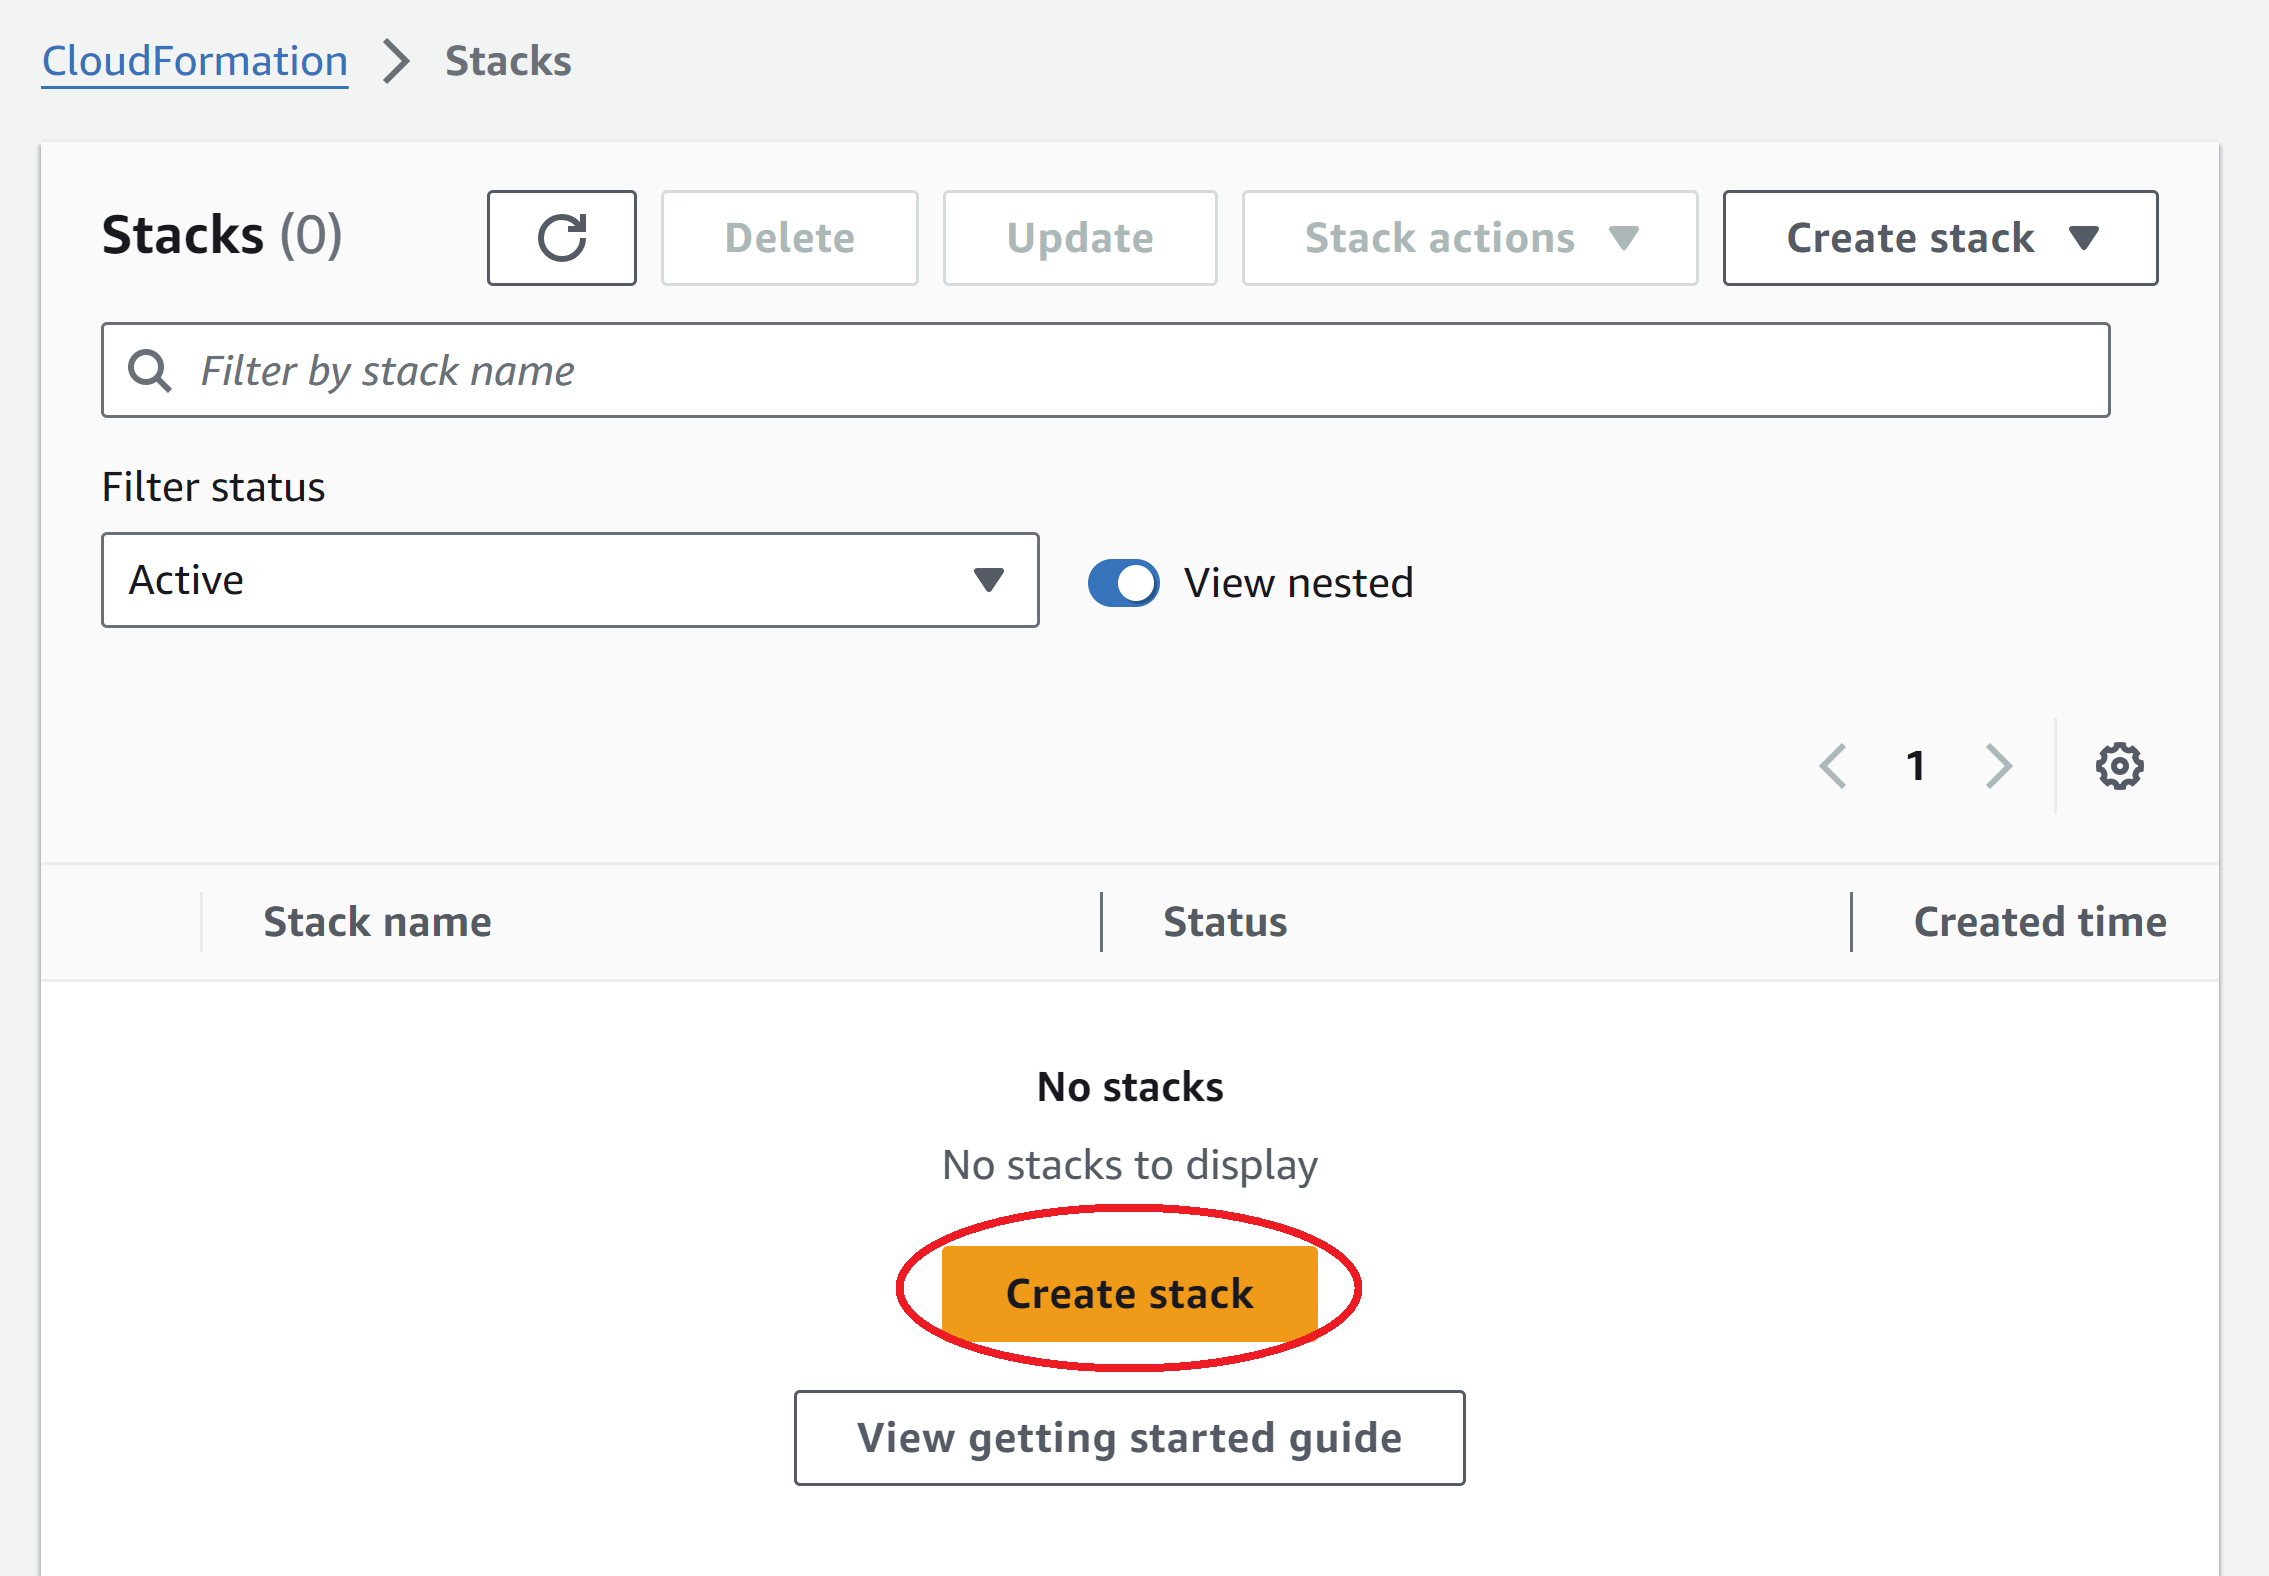 CloudFormation > Stacks
Stacks (0) Delete Update Stack actions Create stack
Filter by stack name
Filter status
Active View nested
1
Stack name Status Created time
No stacks
No stacks to display
Create stack
View getting started guide